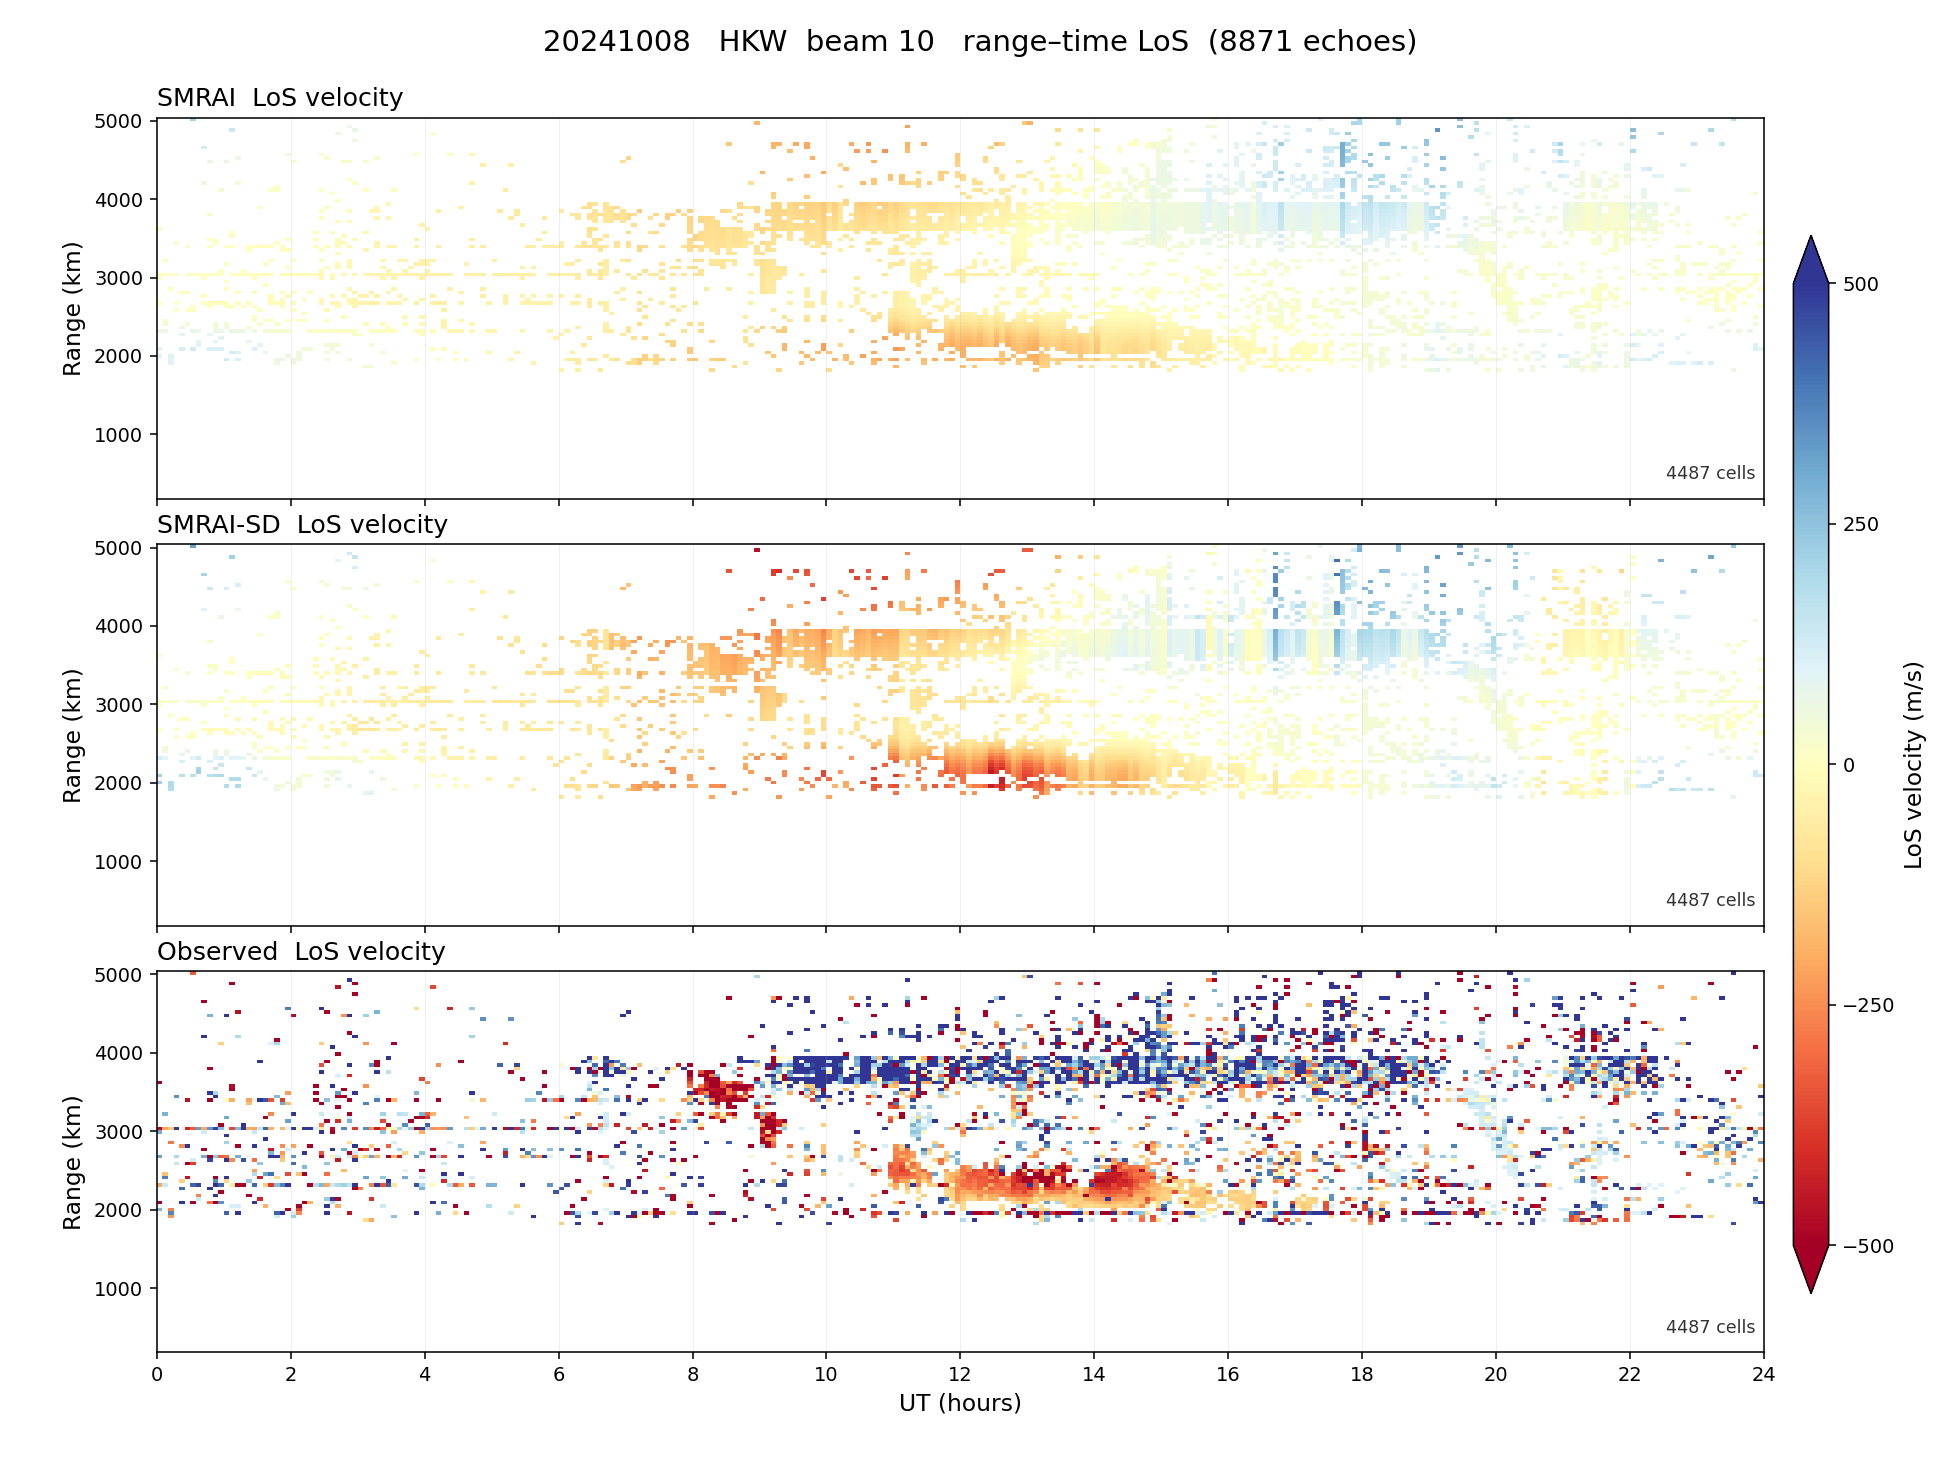 20241008   HKW  beam 10   range–time LoS  (8871 echoes)
SMRAI  LoS velocity
5000
4000
3000
2000
1000
Range (km)
4487 cells
SMRAI-SD  LoS velocity
5000
4000
3000
2000
1000
Range (km)
4487 cells
Observed  LoS velocity
5000
4000
3000
2000
1000
Range (km)
4487 cells
0 2 4 6 8 10 12 14 16 18 20 22 24
UT (hours)
500
250
0
−250
−500
LoS velocity (m/s)